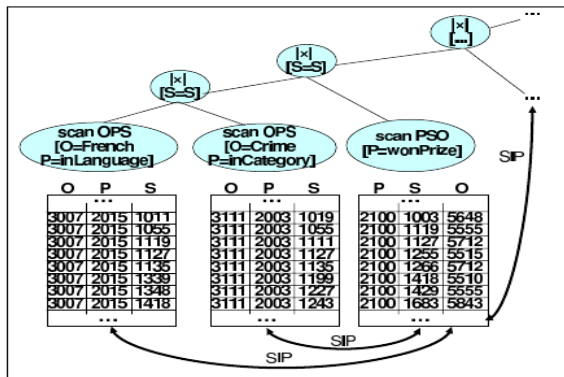 ...
|×|
[...]
|×|
[S=S]
|×|
[S=S]
...
scan OPS
[O=French
P=inLanguage]
scan OPS
[O=Crime
P=inCategory]
scan PSO
[P=wonPrize]
SIP
O P S
...
3007 2015 1011
3007 2015 1055
3007 2015 1119
3007 2015 1127
3007 2015 1135
3007 2015 1339
3007 2015 1348
3007 2015 1418
...
O P S
...
3111 2003 1019
3111 2003 1055
3111 2003 1111
3111 2003 1127
3111 2003 1135
3111 2003 1199
3111 2003 1227
3111 2003 1243
...
P S O
...
2100 1003 5648
2100 1119 5555
2100 1127 5712
2100 1255 5515
2100 1266 5712
2100 1418 5510
2100 1429 5555
2100 1683 5843
...
SIP
SIP